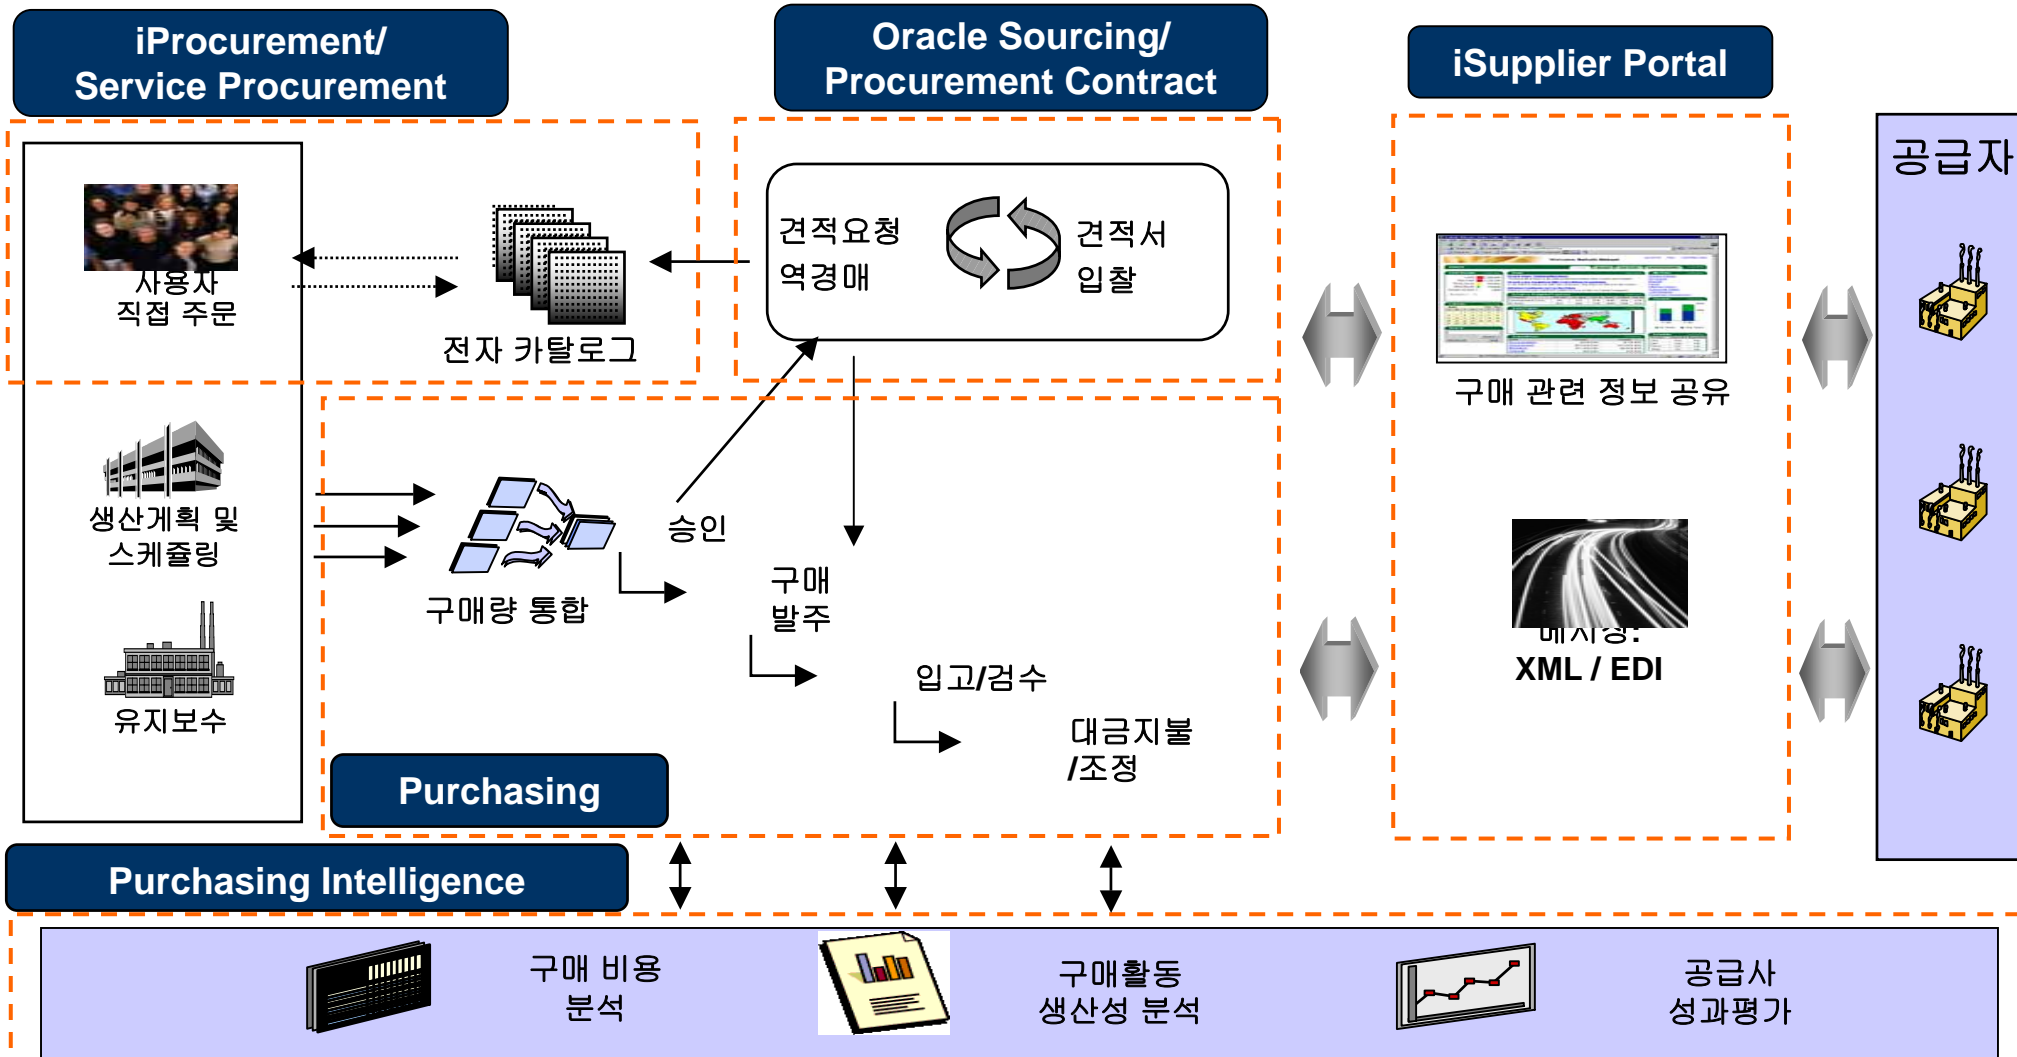 iProcurement/
Service Procurement
Oracle Sourcing/
Procurement Contract
iSupplier Portal
공급자
사용자
직접 주문
전자 카탈로그
견적요청
역경매
견적서
입찰
구매 관련 정보 공유
생산계획 및
스케쥴링
유지보수
구매량 통합
승인
구매
발주
입고/검수
대금지불
/조정
XML / EDI
Purchasing
Purchasing Intelligence
구매 비용
분석
구매활동
생산성 분석
공급사
성과평가